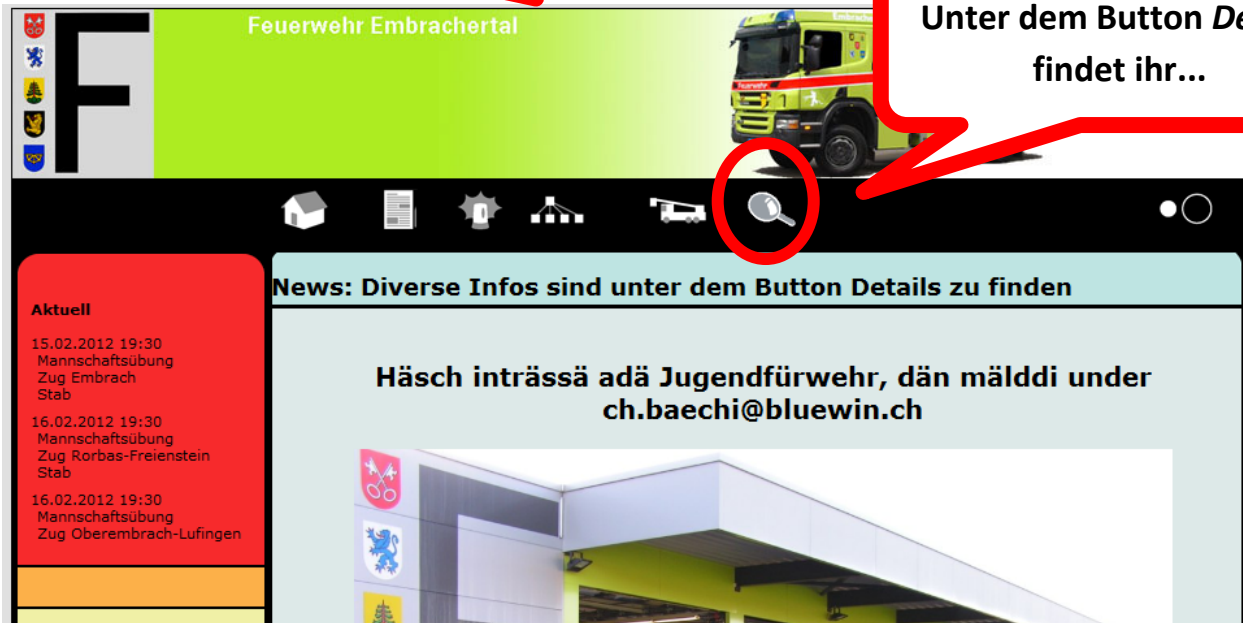 Feuerwehr Embrachertal
Unter dem Button
findet ihr...
F
News: Diverse Infos sind unter dem Button Details zu finden
Aktuell
15.02.2012 19:30
Mannschaftsübung
Zug Embrach
Stab
16.02.2012 19:30
Mannschaftsübung
Zug Rorbas-Freienstein
Stab
16.02.2012 19:30
Mannschaftsübung
Zug Oberembrach-Lufingen
Häsch inträssä adä Jugendfürwehr, dän mälddi under
ch.baechi@bluewin.ch